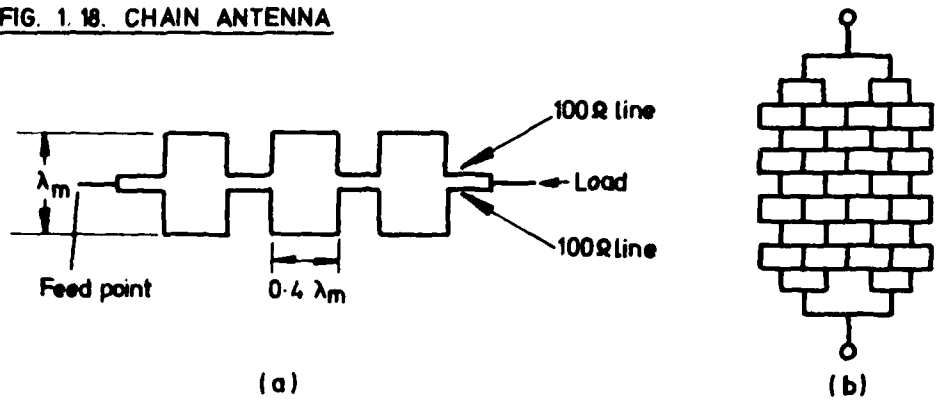 FIG. 1.18. CHAIN ANTENNA
100Ω line
λm
Load
100Ω line
Feed point
0·4 λm
(a)
(b)